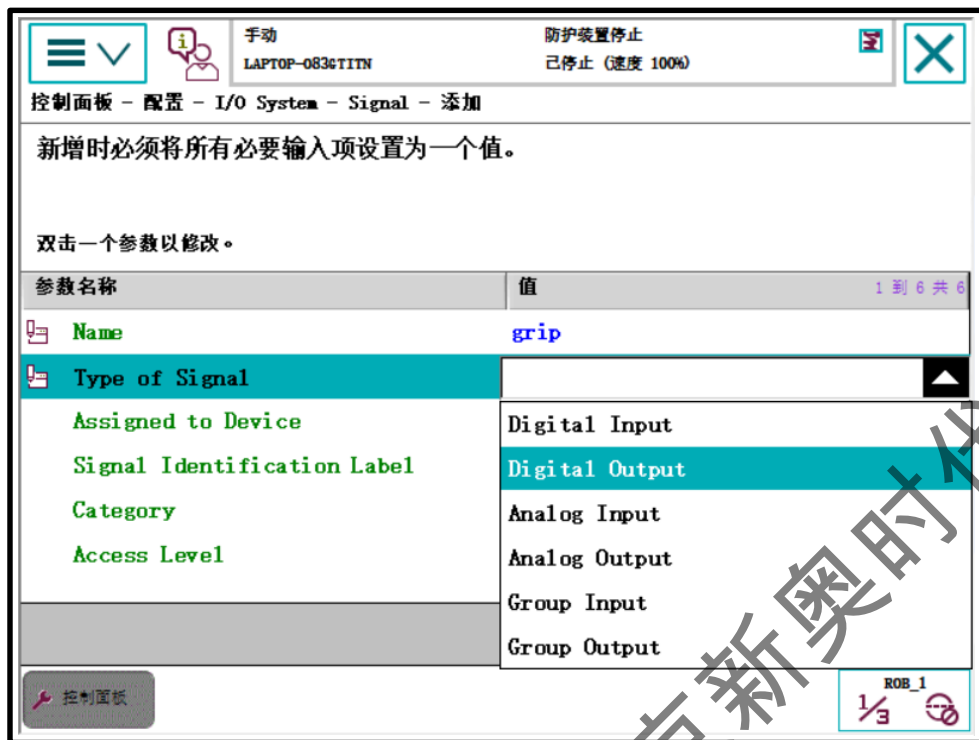 手动
防护装置停止
LAPTOP-083GTITN
已停止 (速度 100%)
控制面板 - 配置 - I/O System - Signal - 添加
新增时必须将所有必要输入项设置为一个值。
双击一个参数以修改。
参数名称 值 1 到 6 共 6
Name grip
Type of Signal
Assigned to Device
Digital Input
Signal Identification Label
Digital Output
Category
Analog Input
Access Level
Analog Output
Group Input
Group Output
控制面板
ROB_1
1/3
新奥时